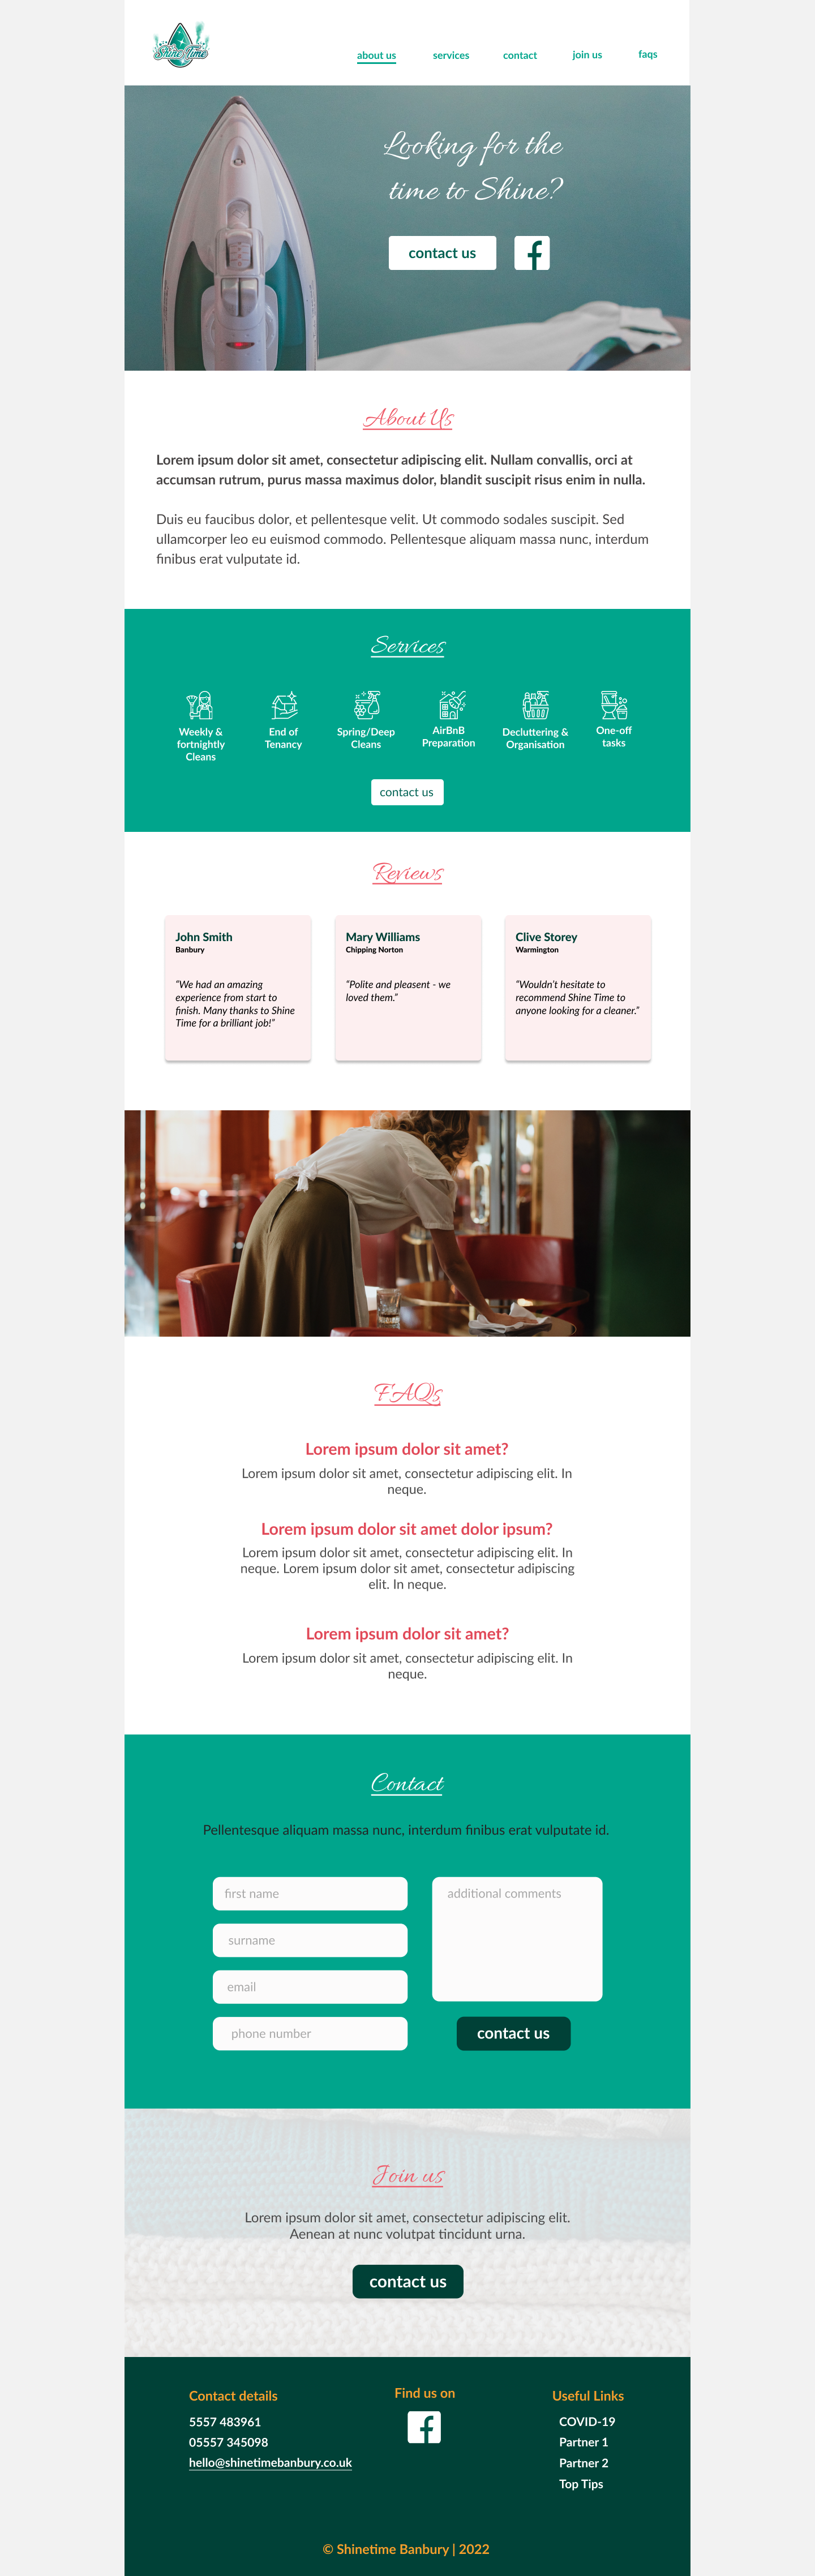 Shine Time
about us
services
contact
join us
faqs
Looking for the
time to Shine?
contact us
About Us
Lorem ipsum dolor sit amet, consectetur adipiscing elit. Nullam convallis, orci at
accumsan rutrum, purus massa maximus dolor, blandit suscipit risus enim in nulla.
Duis eu faucibus dolor, et pellentesque velit. Ut commodo sodales suscipit. Sed
ullamcorper leo eu euismod commodo. Pellentesque aliquam massa nunc, interdum
finibus erat vulputate id.
Services
Weekly &
fortnightly
Cleans
End of
Tenancy
Spring/Deep
Cleans
AirBnB
Preparation
Decluttering &
Organisation
One-off
tasks
contact us
Reviews
John Smith
Banbury
“We had an amazing
experience from start to
finish. Many thanks to Shine
Time for a brilliant job!”
Mary Williams
Chipping Norton
“Polite and pleasent - we
loved them.”
Clive Storey
Warmington
“Wouldn’t hesitate to
recommend Shine Time to
anyone looking for a cleaner.”
FAQs
Lorem ipsum dolor sit amet?
Lorem ipsum dolor sit amet, consectetur adipiscing elit. In
neque.
Lorem ipsum dolor sit amet dolor ipsum?
Lorem ipsum dolor sit amet, consectetur adipiscing elit. In
neque. Lorem ipsum dolor sit amet, consectetur adipiscing
elit. In neque.
Lorem ipsum dolor sit amet?
Lorem ipsum dolor sit amet, consectetur adipiscing elit. In
neque.
Contact
Pellentesque aliquam massa nunc, interdum finibus erat vulputate id.
first name
surname
email
phone number
additional comments
contact us
Join us
Lorem ipsum dolor sit amet, consectetur adipiscing elit.
Aenean at nunc volutpat tincidunt urna.
contact us
Contact details
5557 483961
05557 345098
hello@shinetimebanbury.co.uk
Find us on
Useful Links
COVID-19
Partner 1
Partner 2
Top Tips
© Shinetime Banbury | 2022